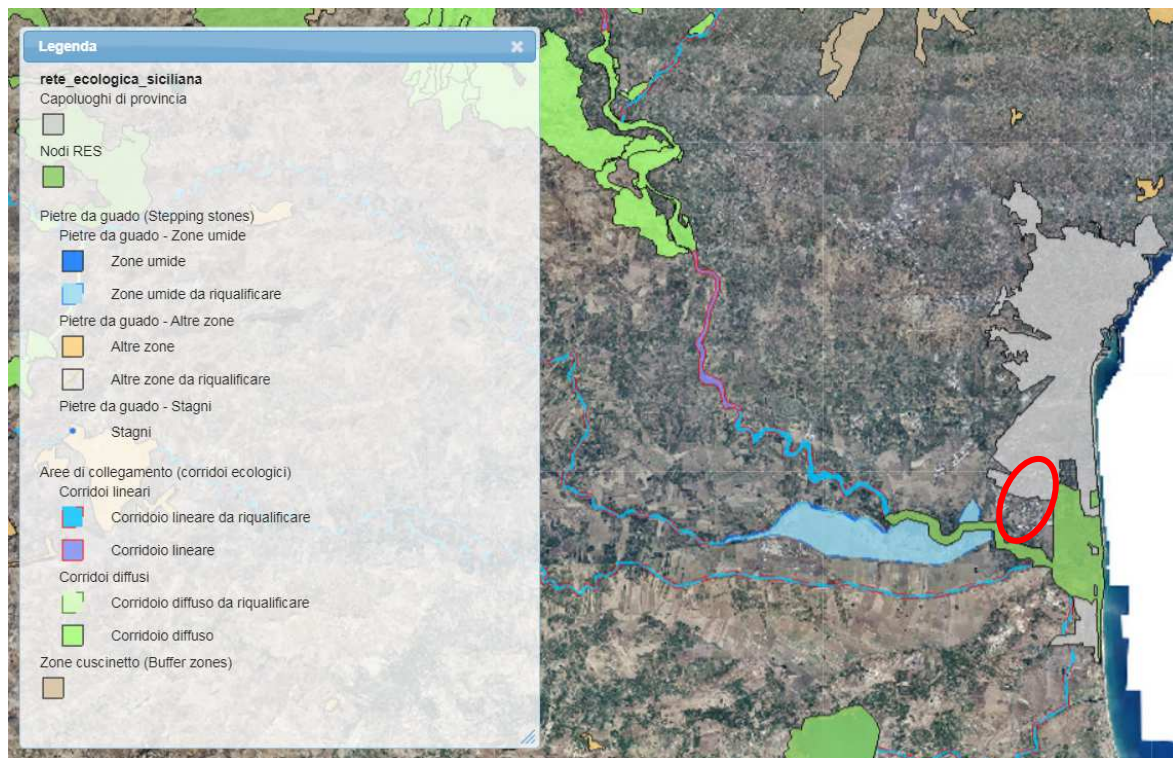 Legenda
rete_ecologica_siciliana
Capoluoghi di provincia
Nodi RES
Pietre da guado (Stepping stones)
Pietre da guado - Zone umide
Zone umide
Zone umide da riqualificare
Pietre da guado - Altre zone
Altre zone
Altre zone da riqualificare
Pietre da guado - Stagni
Stagni
Aree di collegamento (corridoi ecologici)
Corridoi lineari
Corridoio lineare da riqualificare
Corridoio lineare
Corridoi diffusi
Corridoio diffuso da riqualificare
Corridoio diffuso
Zone cuscinetto (Buffer zones)